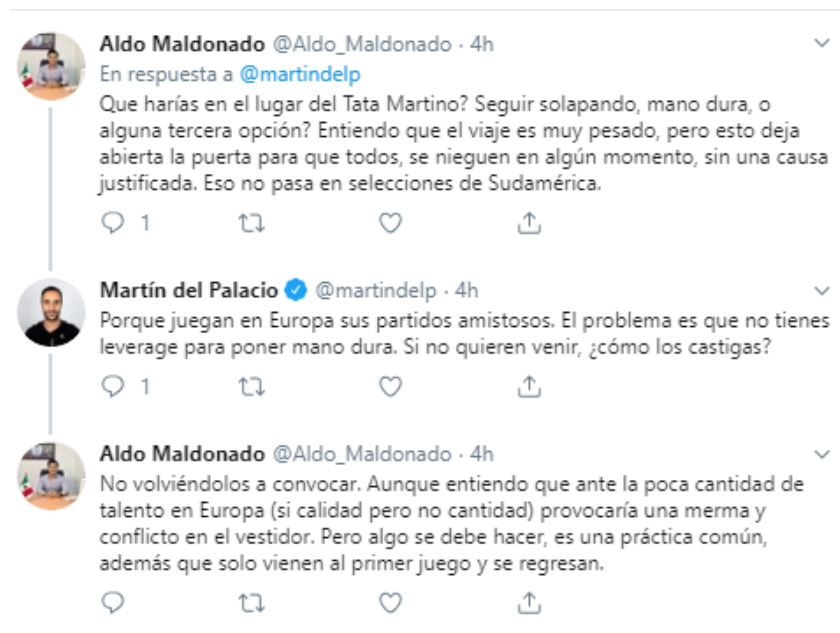 Aldo Maldonado @Aldo_Maldonado · 4h
En respuesta a @martindelp
Que harías en el lugar del Tata Martino? Seguir solapando, mano dura, o
alguna tercera opción? Entiendo que el viaje es muy pesado, pero esto deja
abierta la puerta para que todos, se nieguen en algún momento, sin una causa
justificada. Eso no pasa en selecciones de Sudamérica.
1
Martín del Palacio @martindelp · 4h
Porque juegan en Europa sus partidos amistosos. El problema es que no tienes
leverage para poner mano dura. Si no quieren venir, ¿cómo los castigas?
1
Aldo Maldonado @Aldo_Maldonado · 4h
No volviéndolos a convocar. Aunque entiendo que ante la poca cantidad de
talento en Europa (si calidad pero no cantidad) provocaría una merma y
conflicto en el vestidor. Pero algo se debe hacer, es una práctica común,
además que solo vienen al primer juego y se regresan.